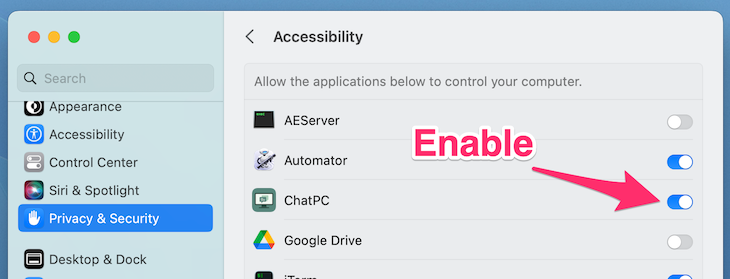 Accessibility
Search
Allow the applications below to control your computer.
Appearance
Accessibility
Control Center
Siri & Spotlight
Privacy & Security
Desktop & Dock
AEServer
Automator
ChatPC
Google Drive
iTerm
Enable